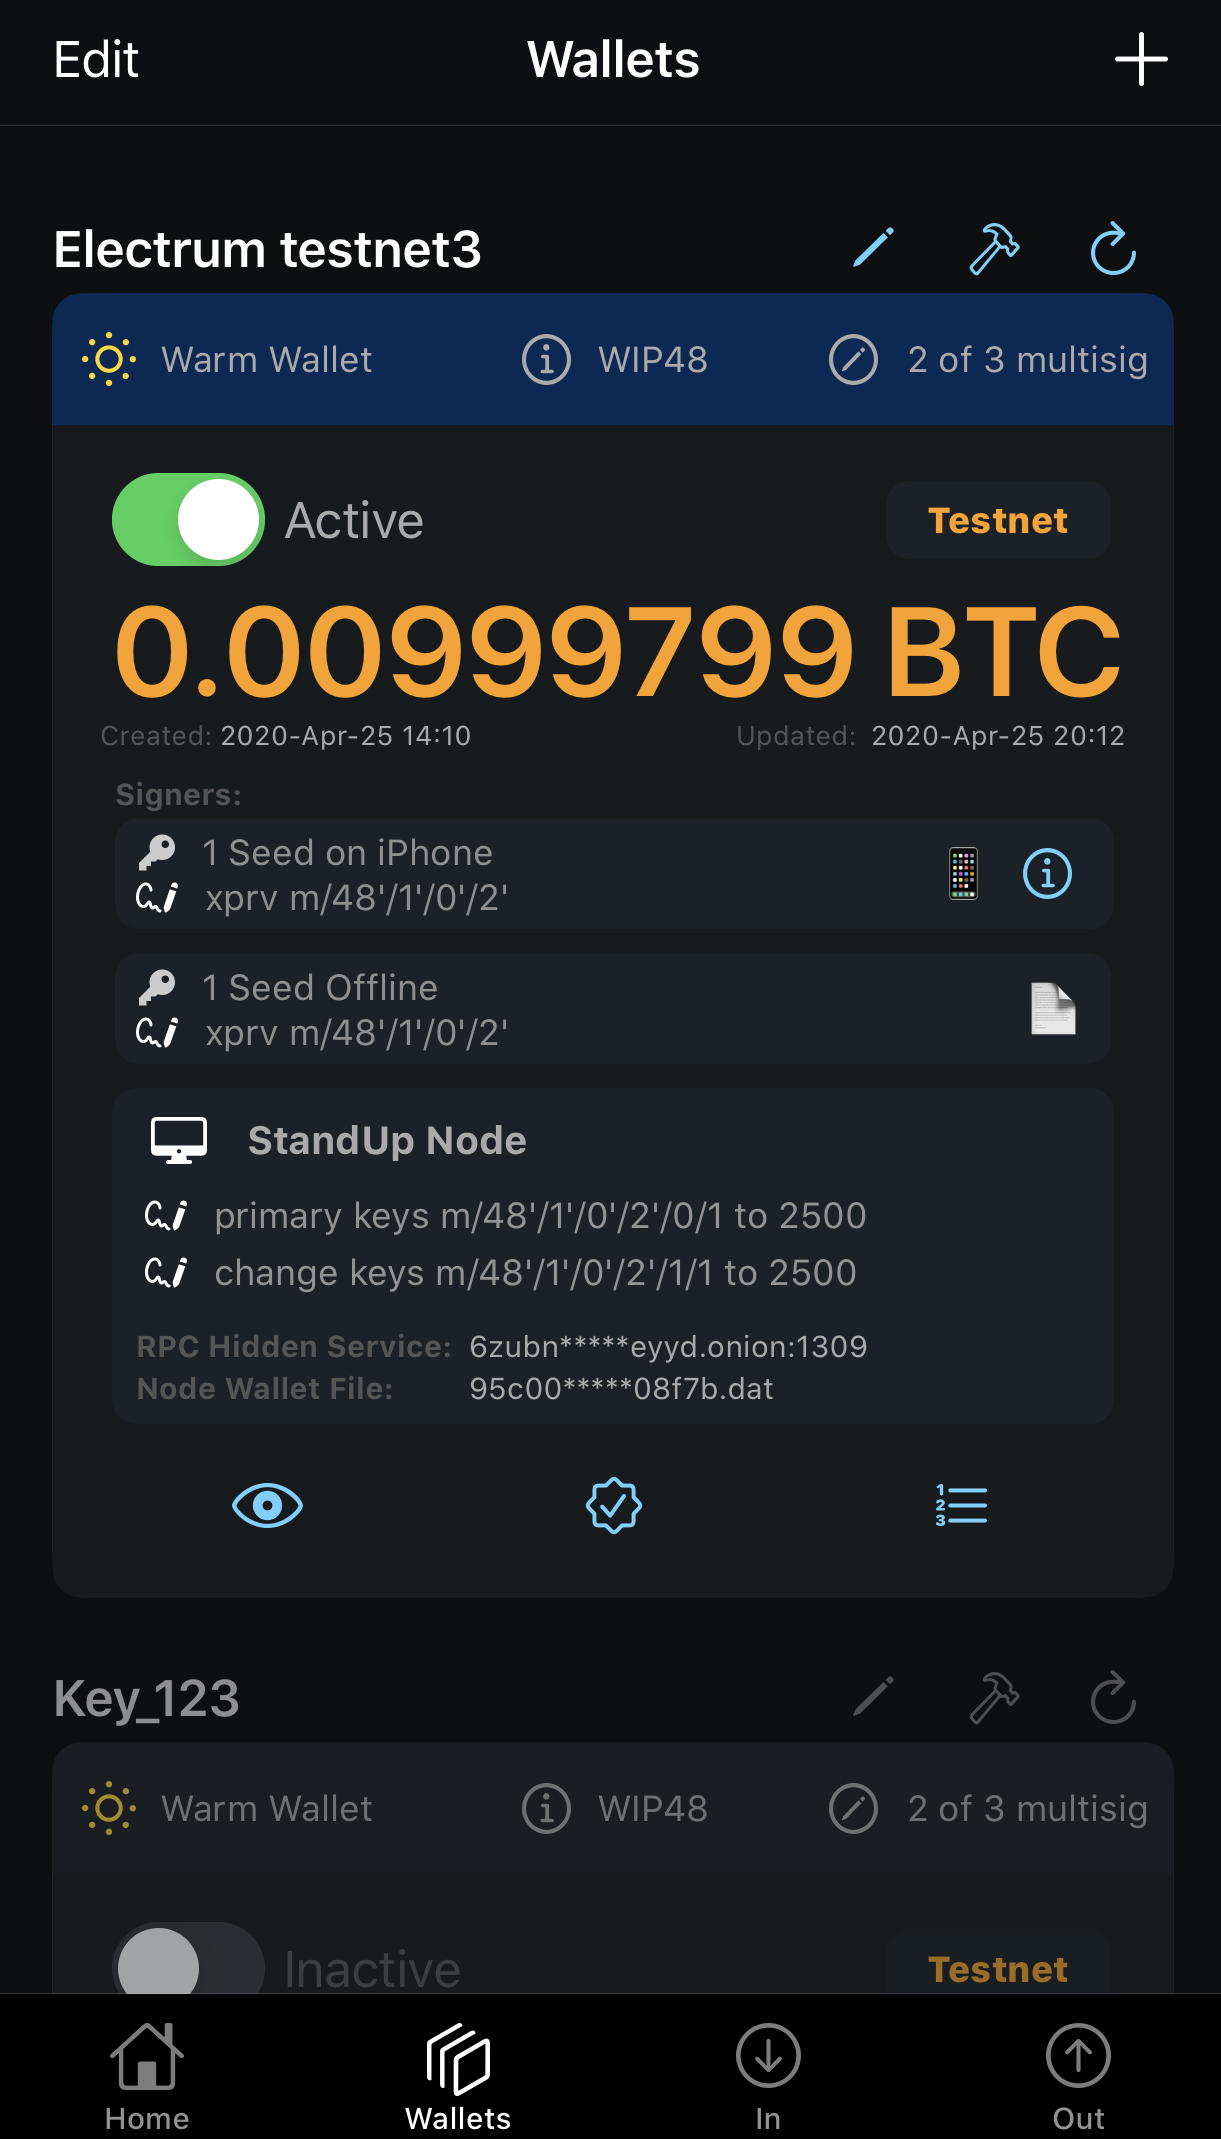 Edit Wallets
Electrum testnet3
Warm Wallet WIP48 2 of 3 multisig
Active Testnet
0.00999799 BTC
Created: 2020-Apr-25 14:10 Updated: 2020-Apr-25 20:12
Signers:
1 Seed on iPhone
xprv m/48'/1'/0'/2'
1 Seed Offline
xprv m/48'/1'/0'/2'
StandUp Node
primary keys m/48'/1'/0'/2'/0/1 to 2500
change keys m/48'/1'/0'/2'/1/1 to 2500
RPC Hidden Service: 6zubn*****eyyd.onion:1309
Node Wallet File: 95c00*****08f7b.dat
Key_123
Warm Wallet WIP48 2 of 3 multisig
Inactive Testnet
Home Wallets In Out